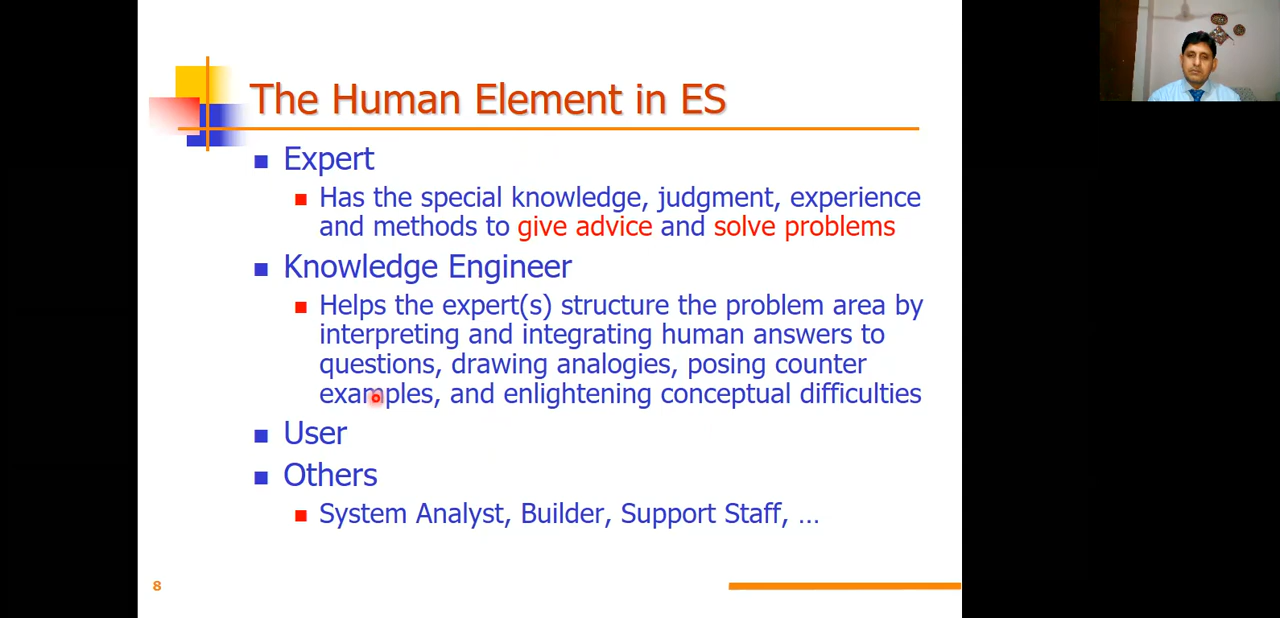 The Human Element in ES
Expert
Has the special knowledge, judgment, experience
and methods to give advice and solve problems
Knowledge Engineer
Helps the expert(s) structure the problem area by
interpreting and integrating human answers to
questions, drawing analogies, posing counter
examples, and enlightening conceptual difficulties
User
Others
System Analyst, Builder, Support Staff, ...
8